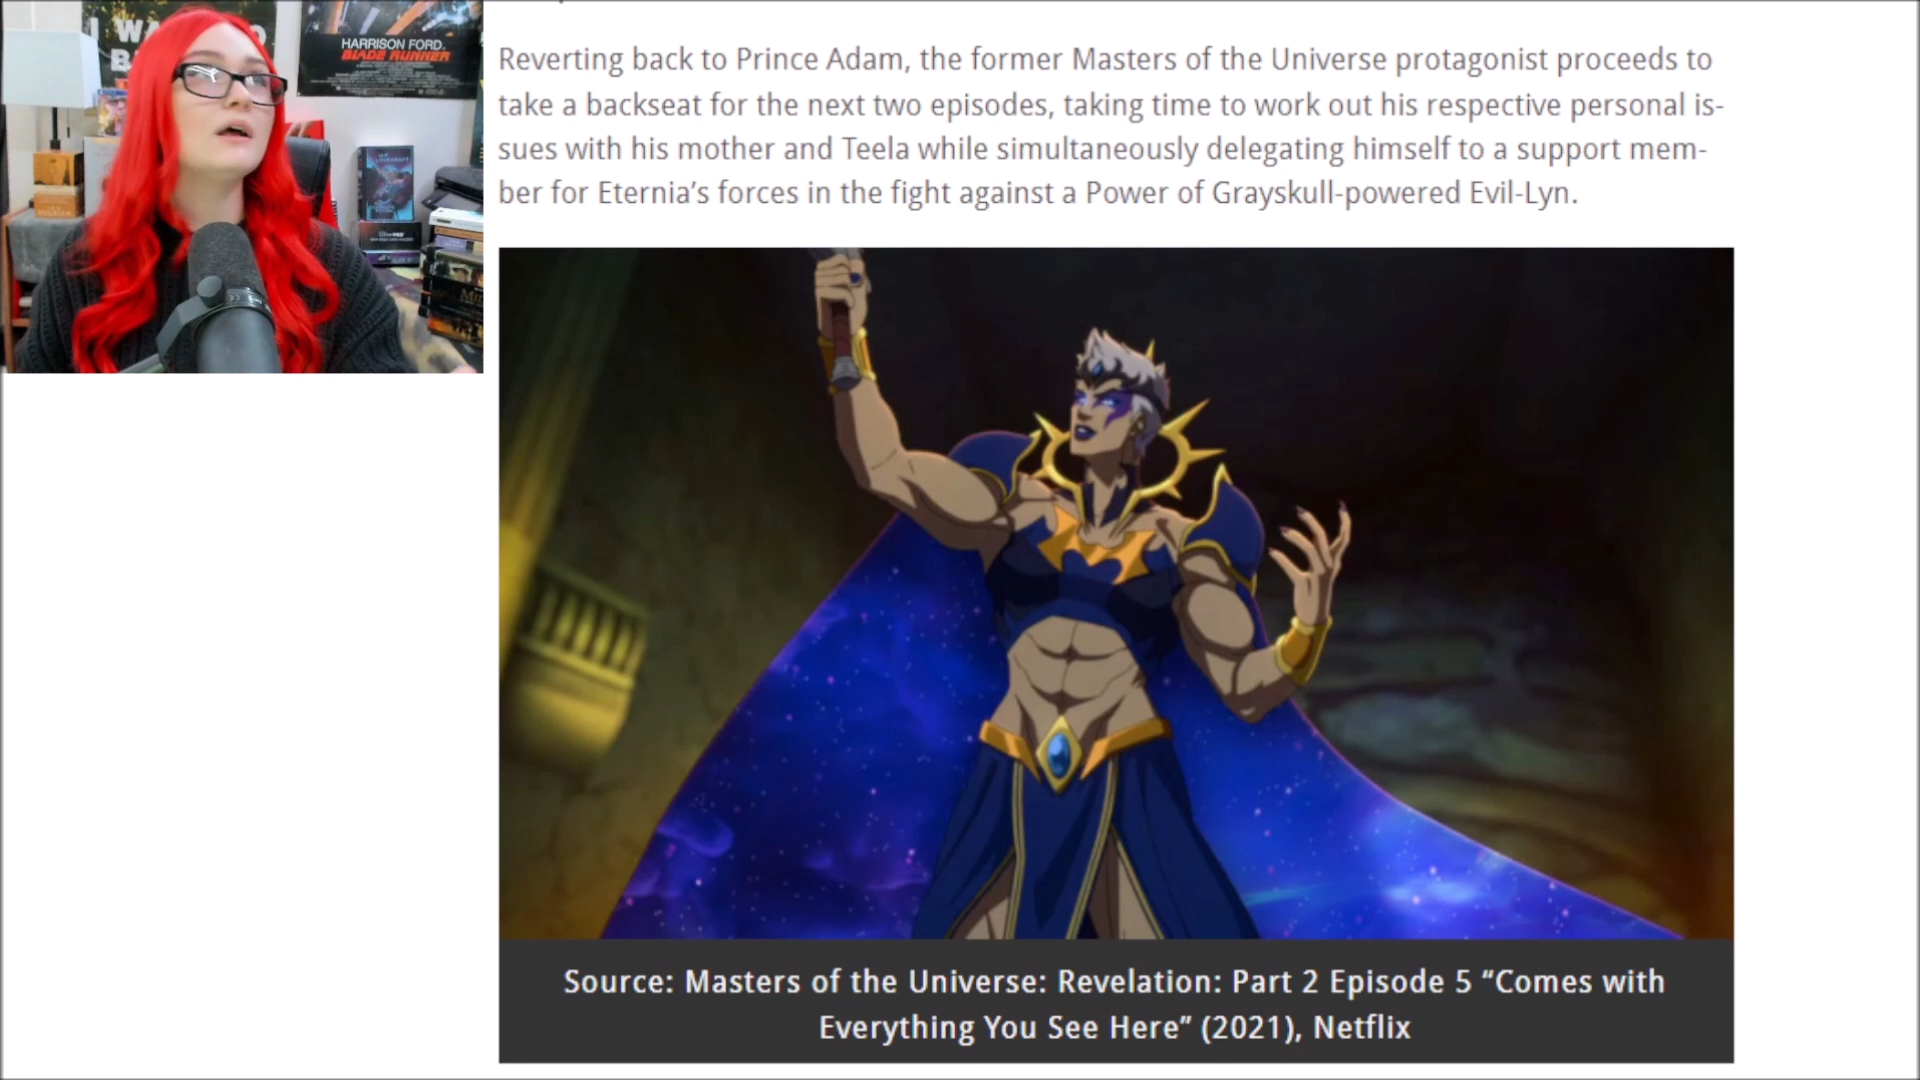 HARRISON FORD
BLADE RUNNER
Reverting back to Prince Adam, the former Masters of the Universe protagonist proceeds to
take a backseat for the next two episodes, taking time to work out his respective personal is-
sues with his mother and Teela while simultaneously delegating himself to a support mem-
ber for Eternia’s forces in the fight against a Power of Grayskull-powered Evil-Lyn.
Source: Masters of the Universe: Revelation: Part 2 Episode 5 “Comes with
Everything You See Here” (2021), Netflix